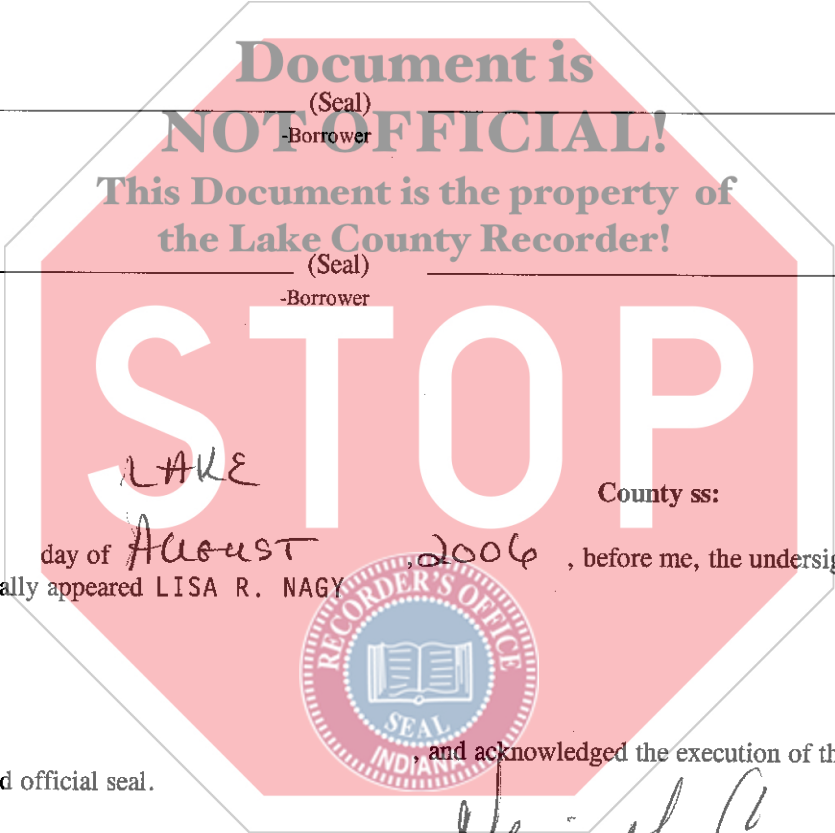 Document is
(Seal)
-Borrower
NOT OFFICIAL!
This Document is the property of
the Lake County Recorder!
(Seal)
-Borrower
STOP
LAKE
County ss:
day of AUGUST , 2006 , before me, the undersig
ally appeared LISA R. NAGY
RECORDER'S OFFICE
SEAL
INDIANA
, and acknowledged the execution of th
d official seal.